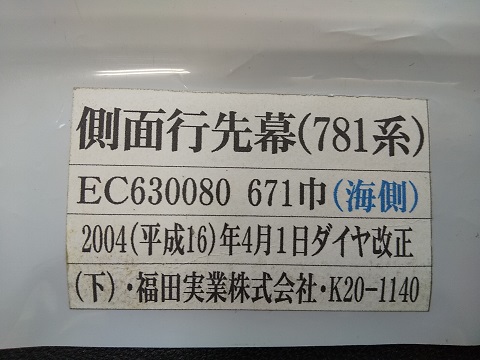 側面行先幕(781系)
EC630080 671巾(海側)
2004(平成16)年4月1日ダイヤ改正
(下)・福田実業株式会社・K20-1140